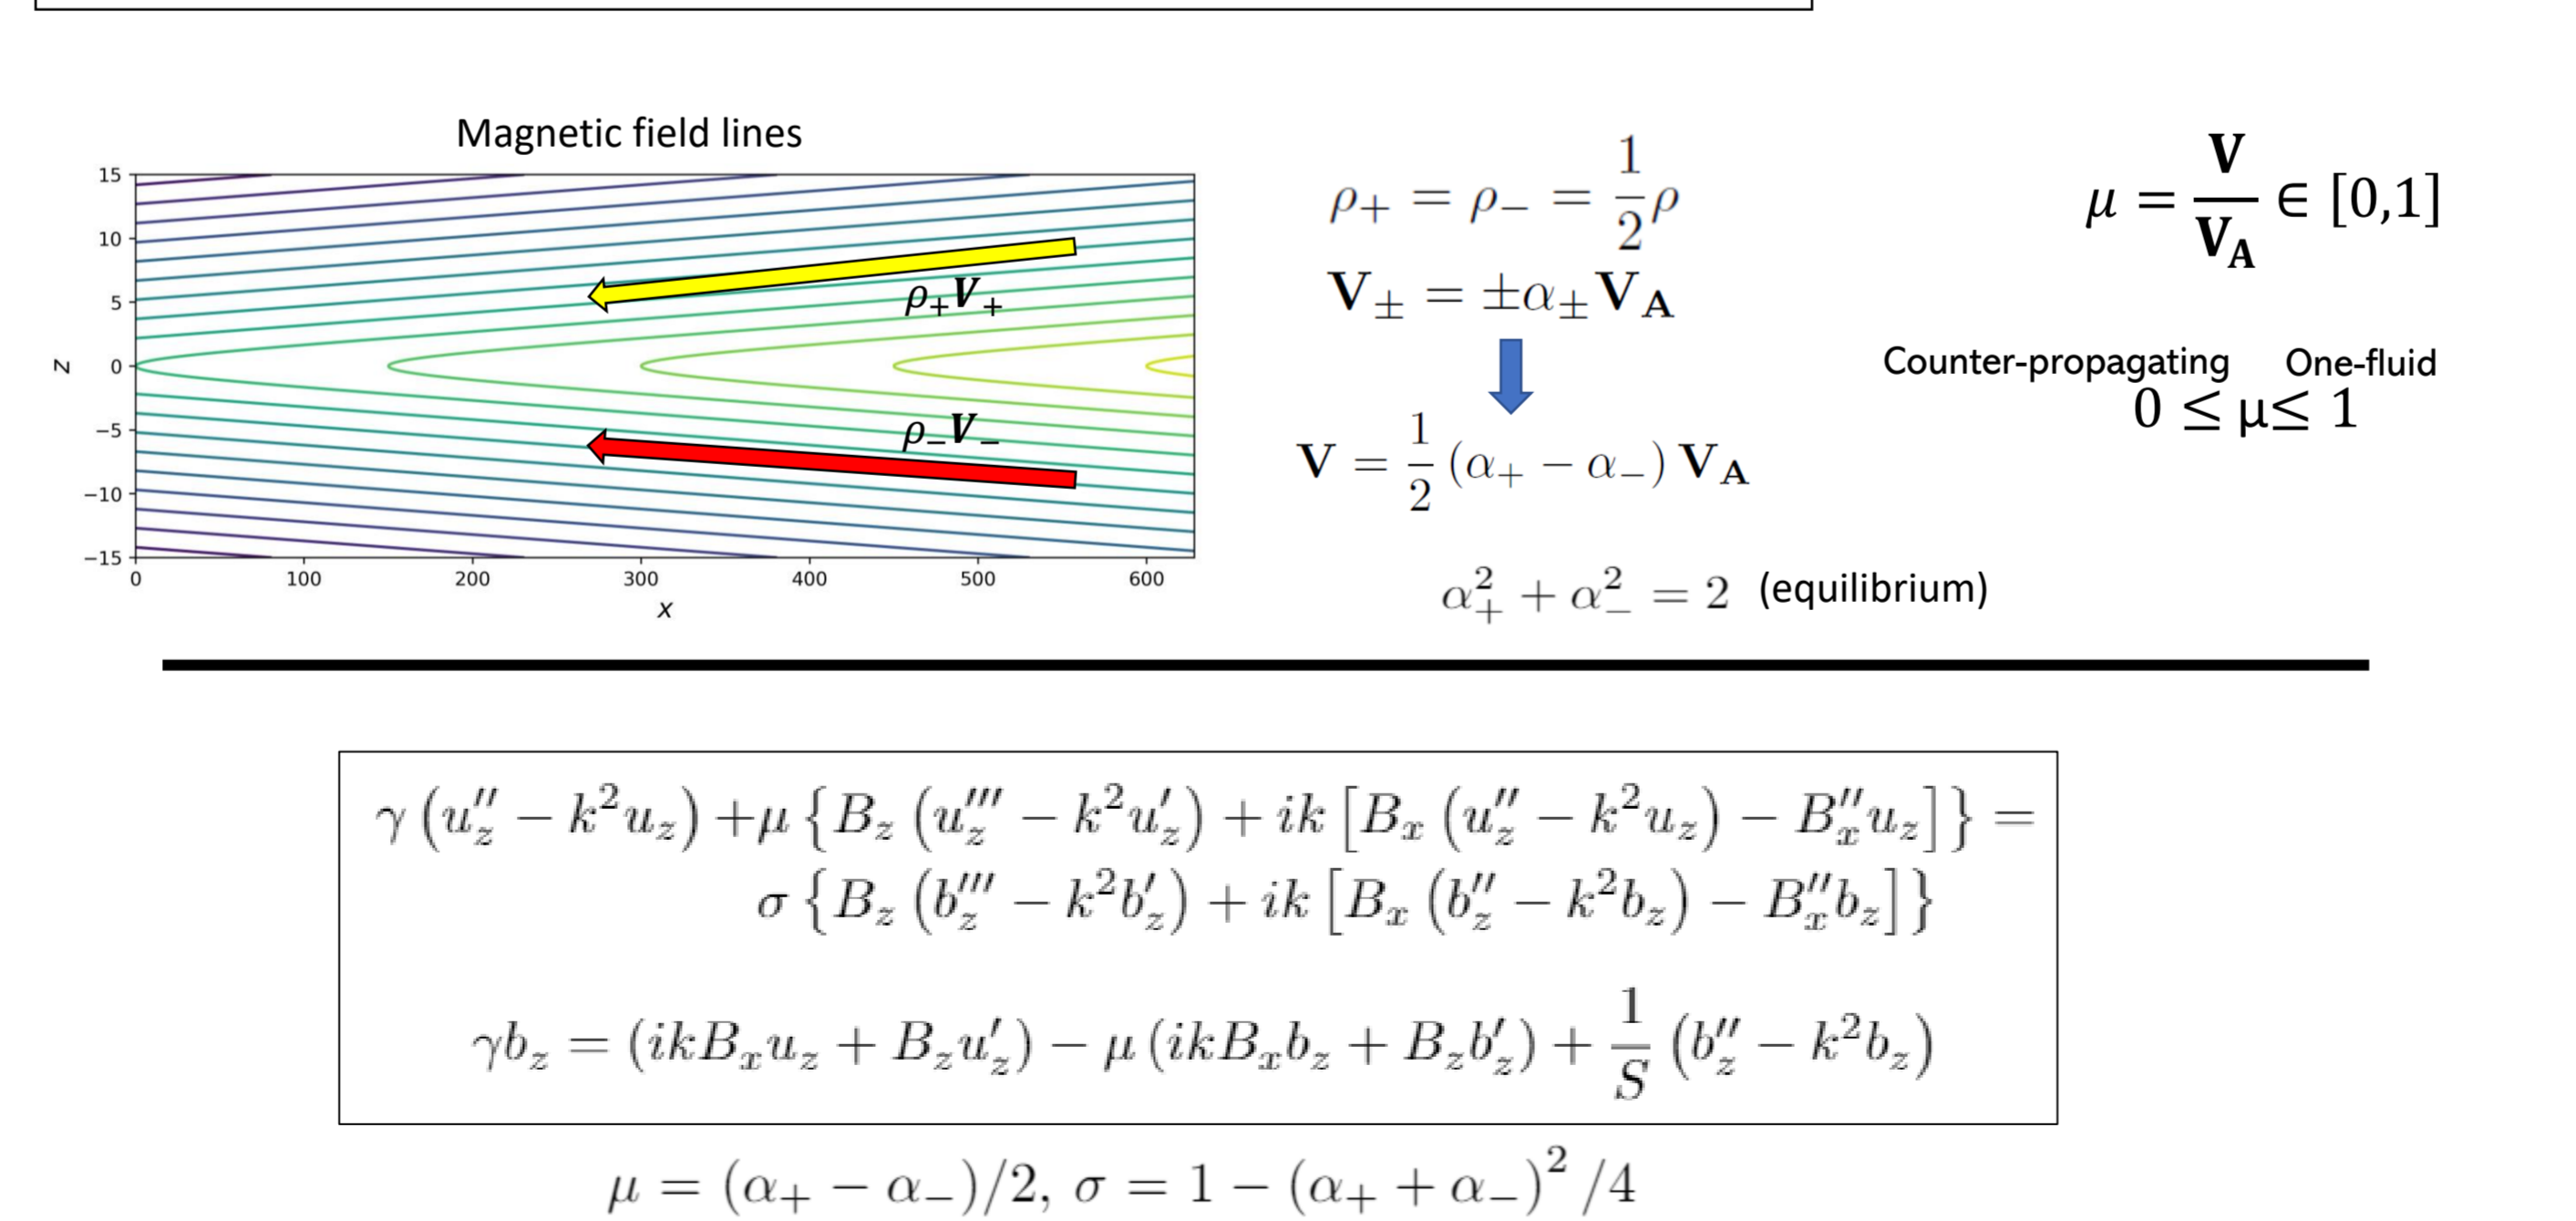 Magnetic field lines
15
10
5
0
−5
−10
−15
z
0 100 200 300 400 500 600
x
ρ₊V₊
ρ₋V₋
ρ₊ = ρ₋ = 1/2 ρ
V± = ±α±V_A
V = 1/2 (α₊ − α₋) V_A
α₊² + α₋² = 2 (equilibrium)
μ = V/V_A ∈ [0,1]
Counter-propagating One-fluid
0 ≤ μ ≤ 1
γ (u_z″ − k²u_z) + μ {B_z (u_z‴ − k²u_z′) + ik [B_x (u_z″ − k²u_z) − B_x″u_z]} =
σ {B_z (b_z‴ − k²b_z′) + ik [B_x (b_z″ − k²b_z) − B_x″b_z]}
γb_z = (ikB_xu_z + B_zu_z′) − μ (ikB_xb_z + B_zb_z′) + 1/S (b_z″ − k²b_z)
μ = (α₊ − α₋)/2, σ = 1 − (α₊ + α₋)² /4